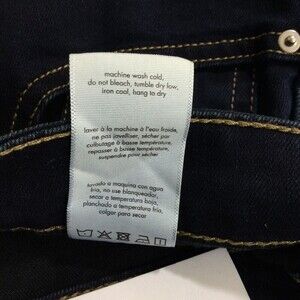 machine wash cold,
do not bleach, tumble dry low,
iron cool, hang to dry
laver à la machine à l'eau froide,
ne pas javelliser, sécher par
culbutage à basse température,
repasser à basse température,
suspendre pour sécher
lavado a maquina con agua
fria, no use blanqueador,
secar a temperatura baja,
planchado a temperatura fria,
colgar para secar